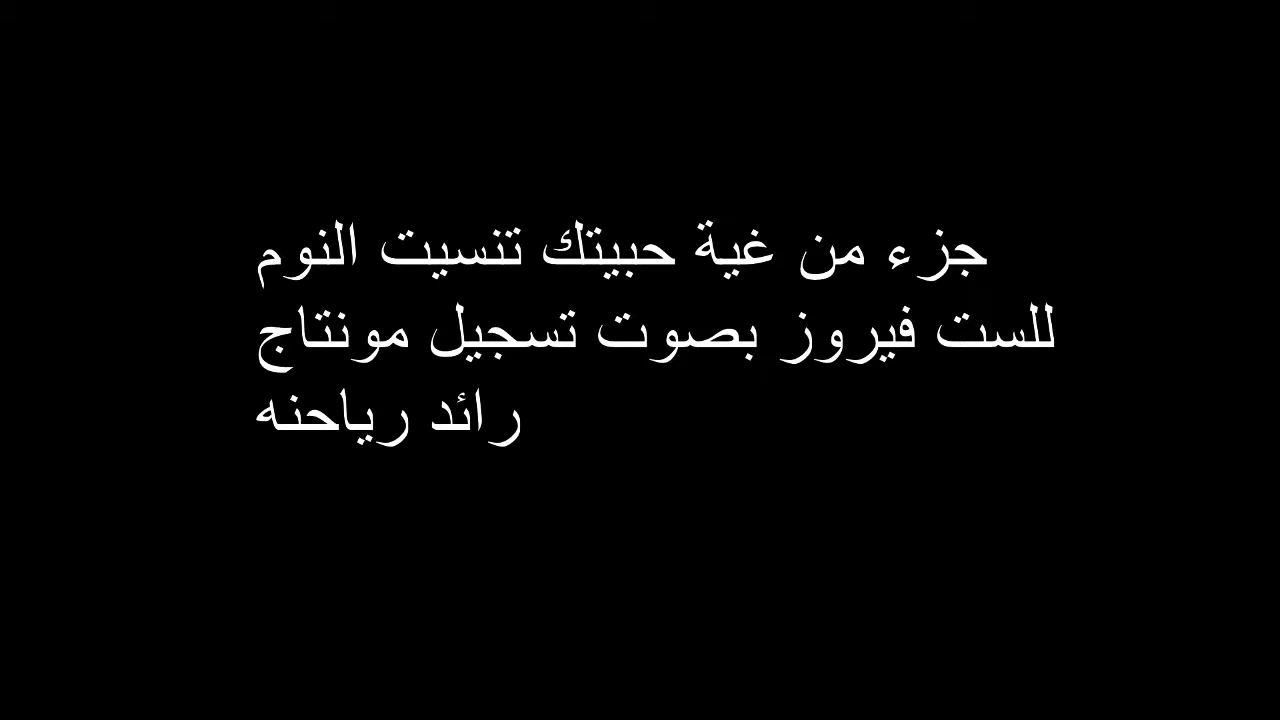 جزء من غية حبيتك تنسيت النوم
للست فيروز بصوت تسجيل مونتاج
رائد رياحنه